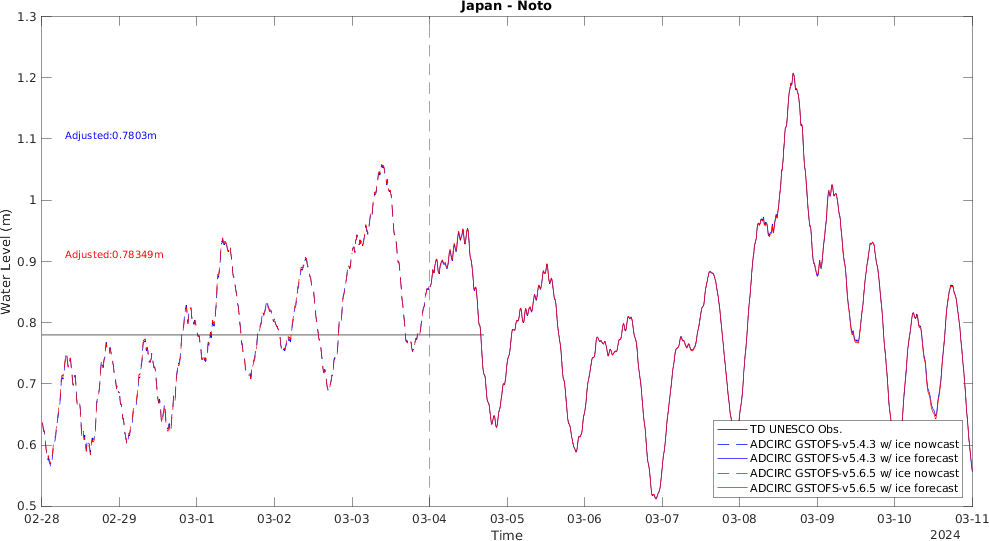 Japan - Noto
1.3
1.2
1.1
1
0.9
0.8
0.7
0.6
0.5
Water Level (m)
Adjusted:0.7803m
Adjusted:0.78349m
TD UNESCO Obs.
ADCIRC GSTOFS-v5.4.3 w/ ice nowcast
ADCIRC GSTOFS-v5.4.3 w/ ice forecast
ADCIRC GSTOFS-v5.6.5 w/ ice nowcast
ADCIRC GSTOFS-v5.6.5 w/ ice forecast
02-28 02-29 03-01 03-02 03-03 03-04 03-05 03-06 03-07 03-08 03-09 03-10 03-11
Time
2024